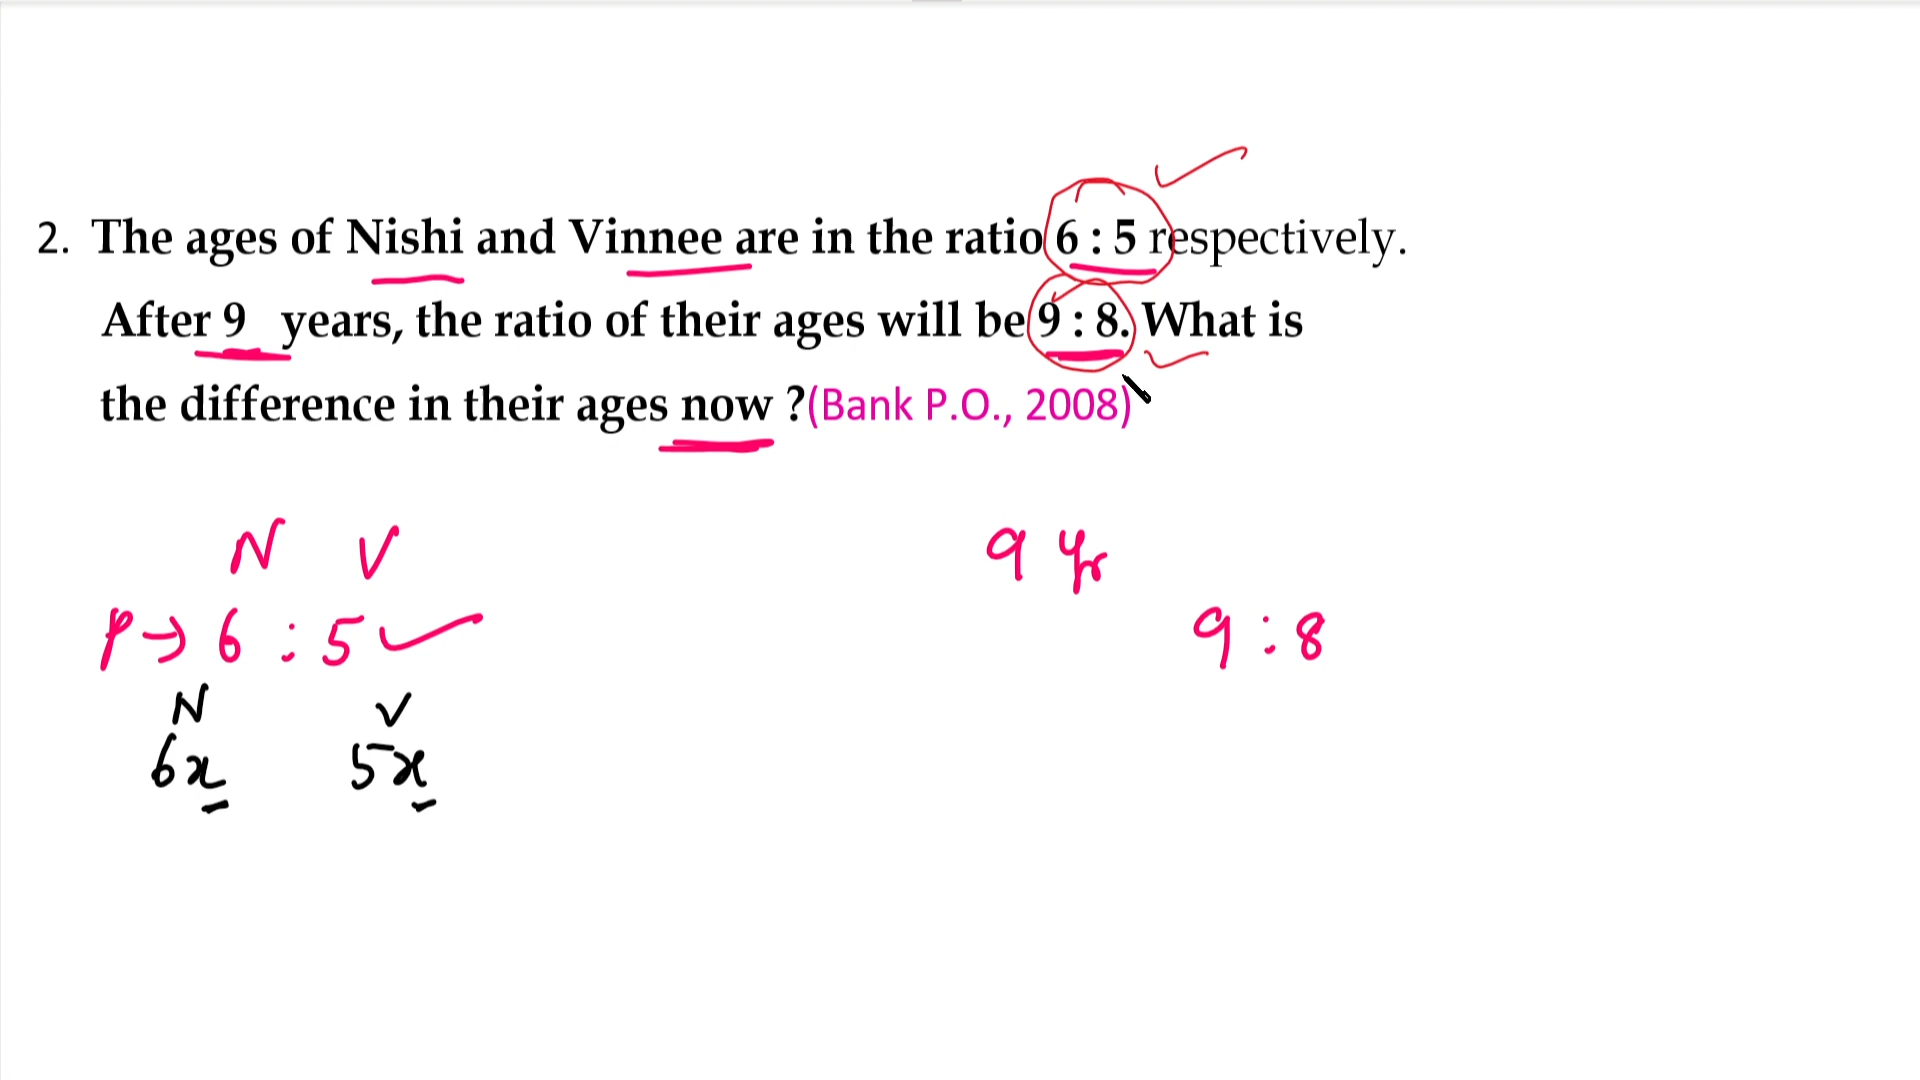 2. The ages of Nishi and Vinnee are in the ratio 6 : 5 respectively.
After 9 years, the ratio of their ages will be 9 : 8. What is
the difference in their ages now ?(Bank P.O., 2008)
N V 9 yr
P→ 6 : 5 9 : 8
N V
6x 5x